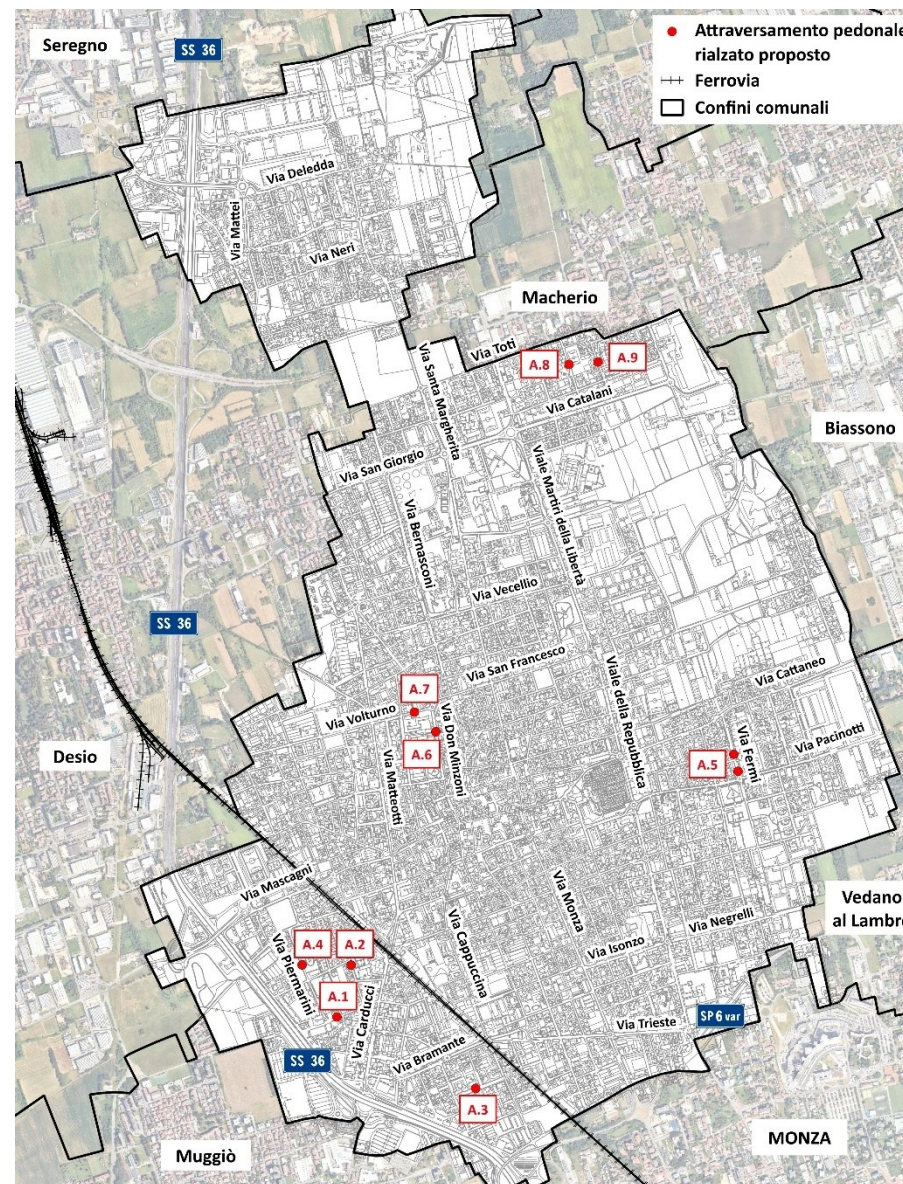 Seregno
SS 36
Attraversamento pedonale
rialzato proposto
Ferrovia
Confini comunali
Via Deledda
Via Mattei
Via Neri
Macherio
Via Toti
A.8
A.9
Via Santa Margherita
Via Catalani
Biassono
Via San Giorgio
Via Bernasconi
Viale Martiri della Libertà
Via Vecellio
SS 36
Via San Francesco
Via Cattaneo
A.7
Via Volturno
Via Don Minzoni
Viale della Repubblica
A.6
Via Matteotti
Desio
Via Fermi
Via Pacinotti
A.5
Via Mascagni
Via Monza
Vedano
al Lambro
Via Negrelli
Via Cappuccina
Via Isonzo
A.4
A.2
Via Piermarini
A.1
Via Carducci
Via Trieste
SP 6 var
Via Bramante
SS 36
A.3
Muggiò
MONZA